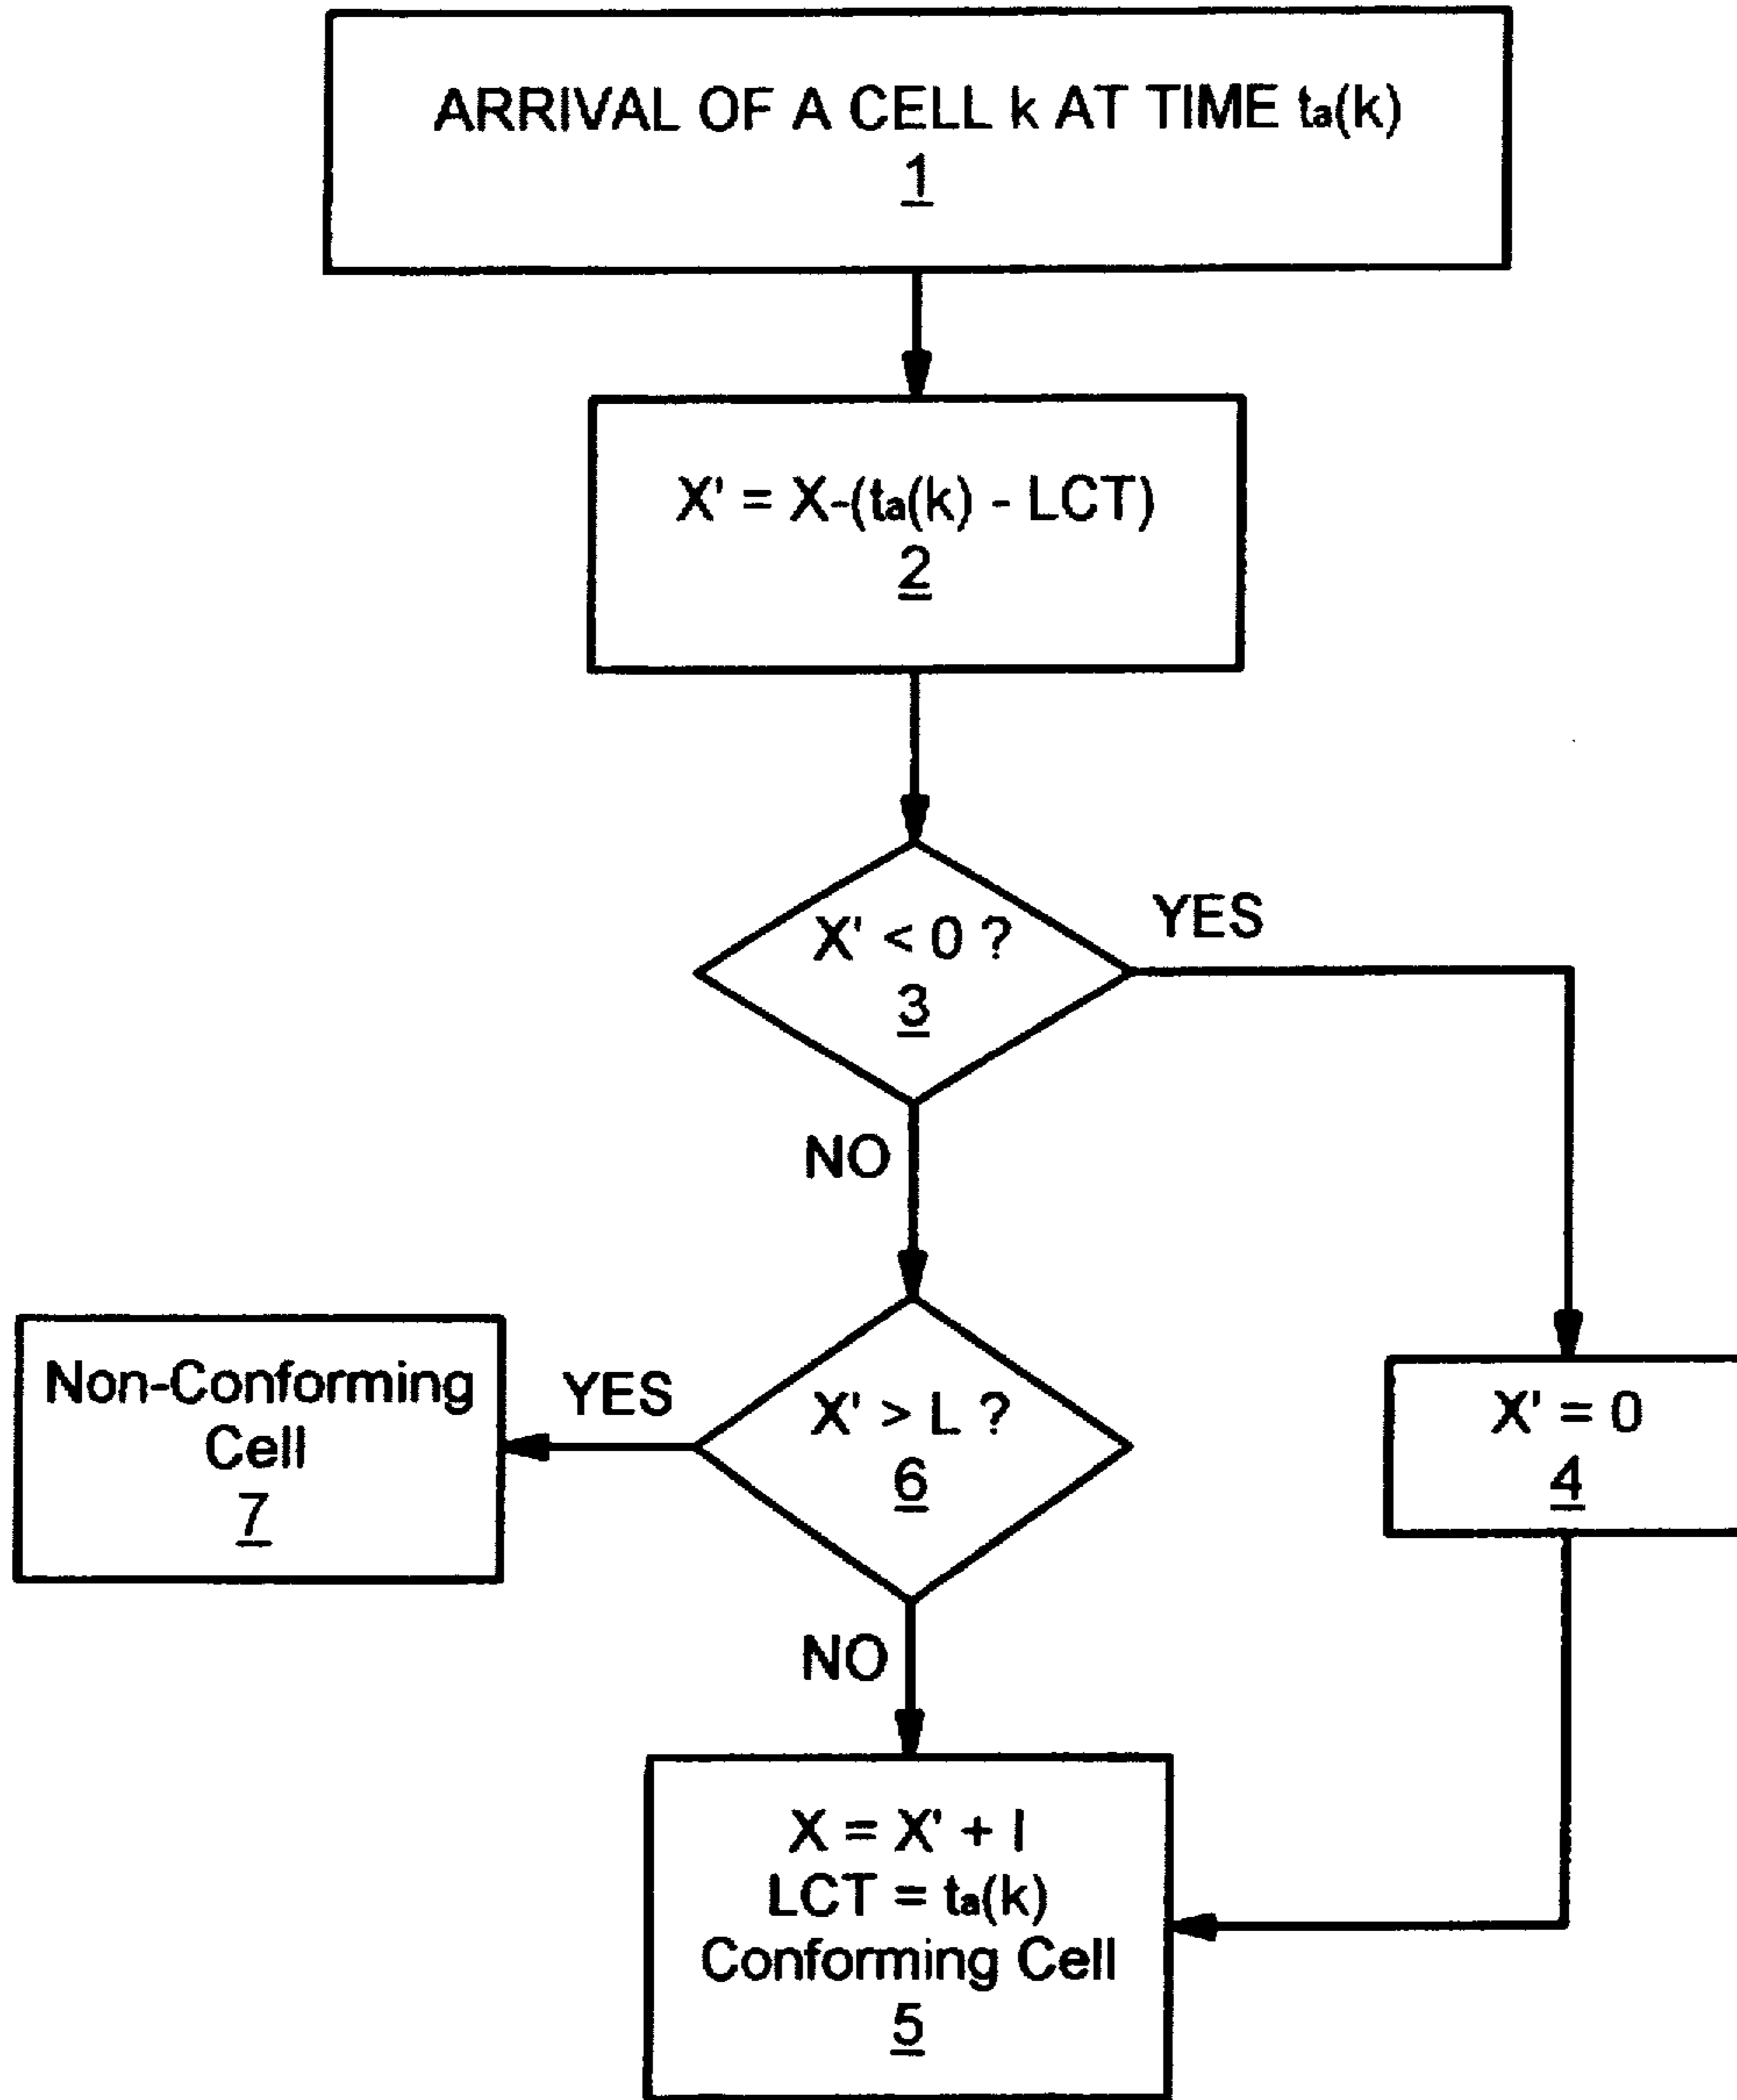 ARRIVAL OF A CELL k AT TIME ta(k)
1
X' = X-(ta(k) - LCT)
2
X' < 0 ?
3
YES
NO
X' > L ?
6
YES
Non-Conforming
Cell
7
X' = 0
4
NO
X = X' + I
LCT = ta(k)
Conforming Cell
5